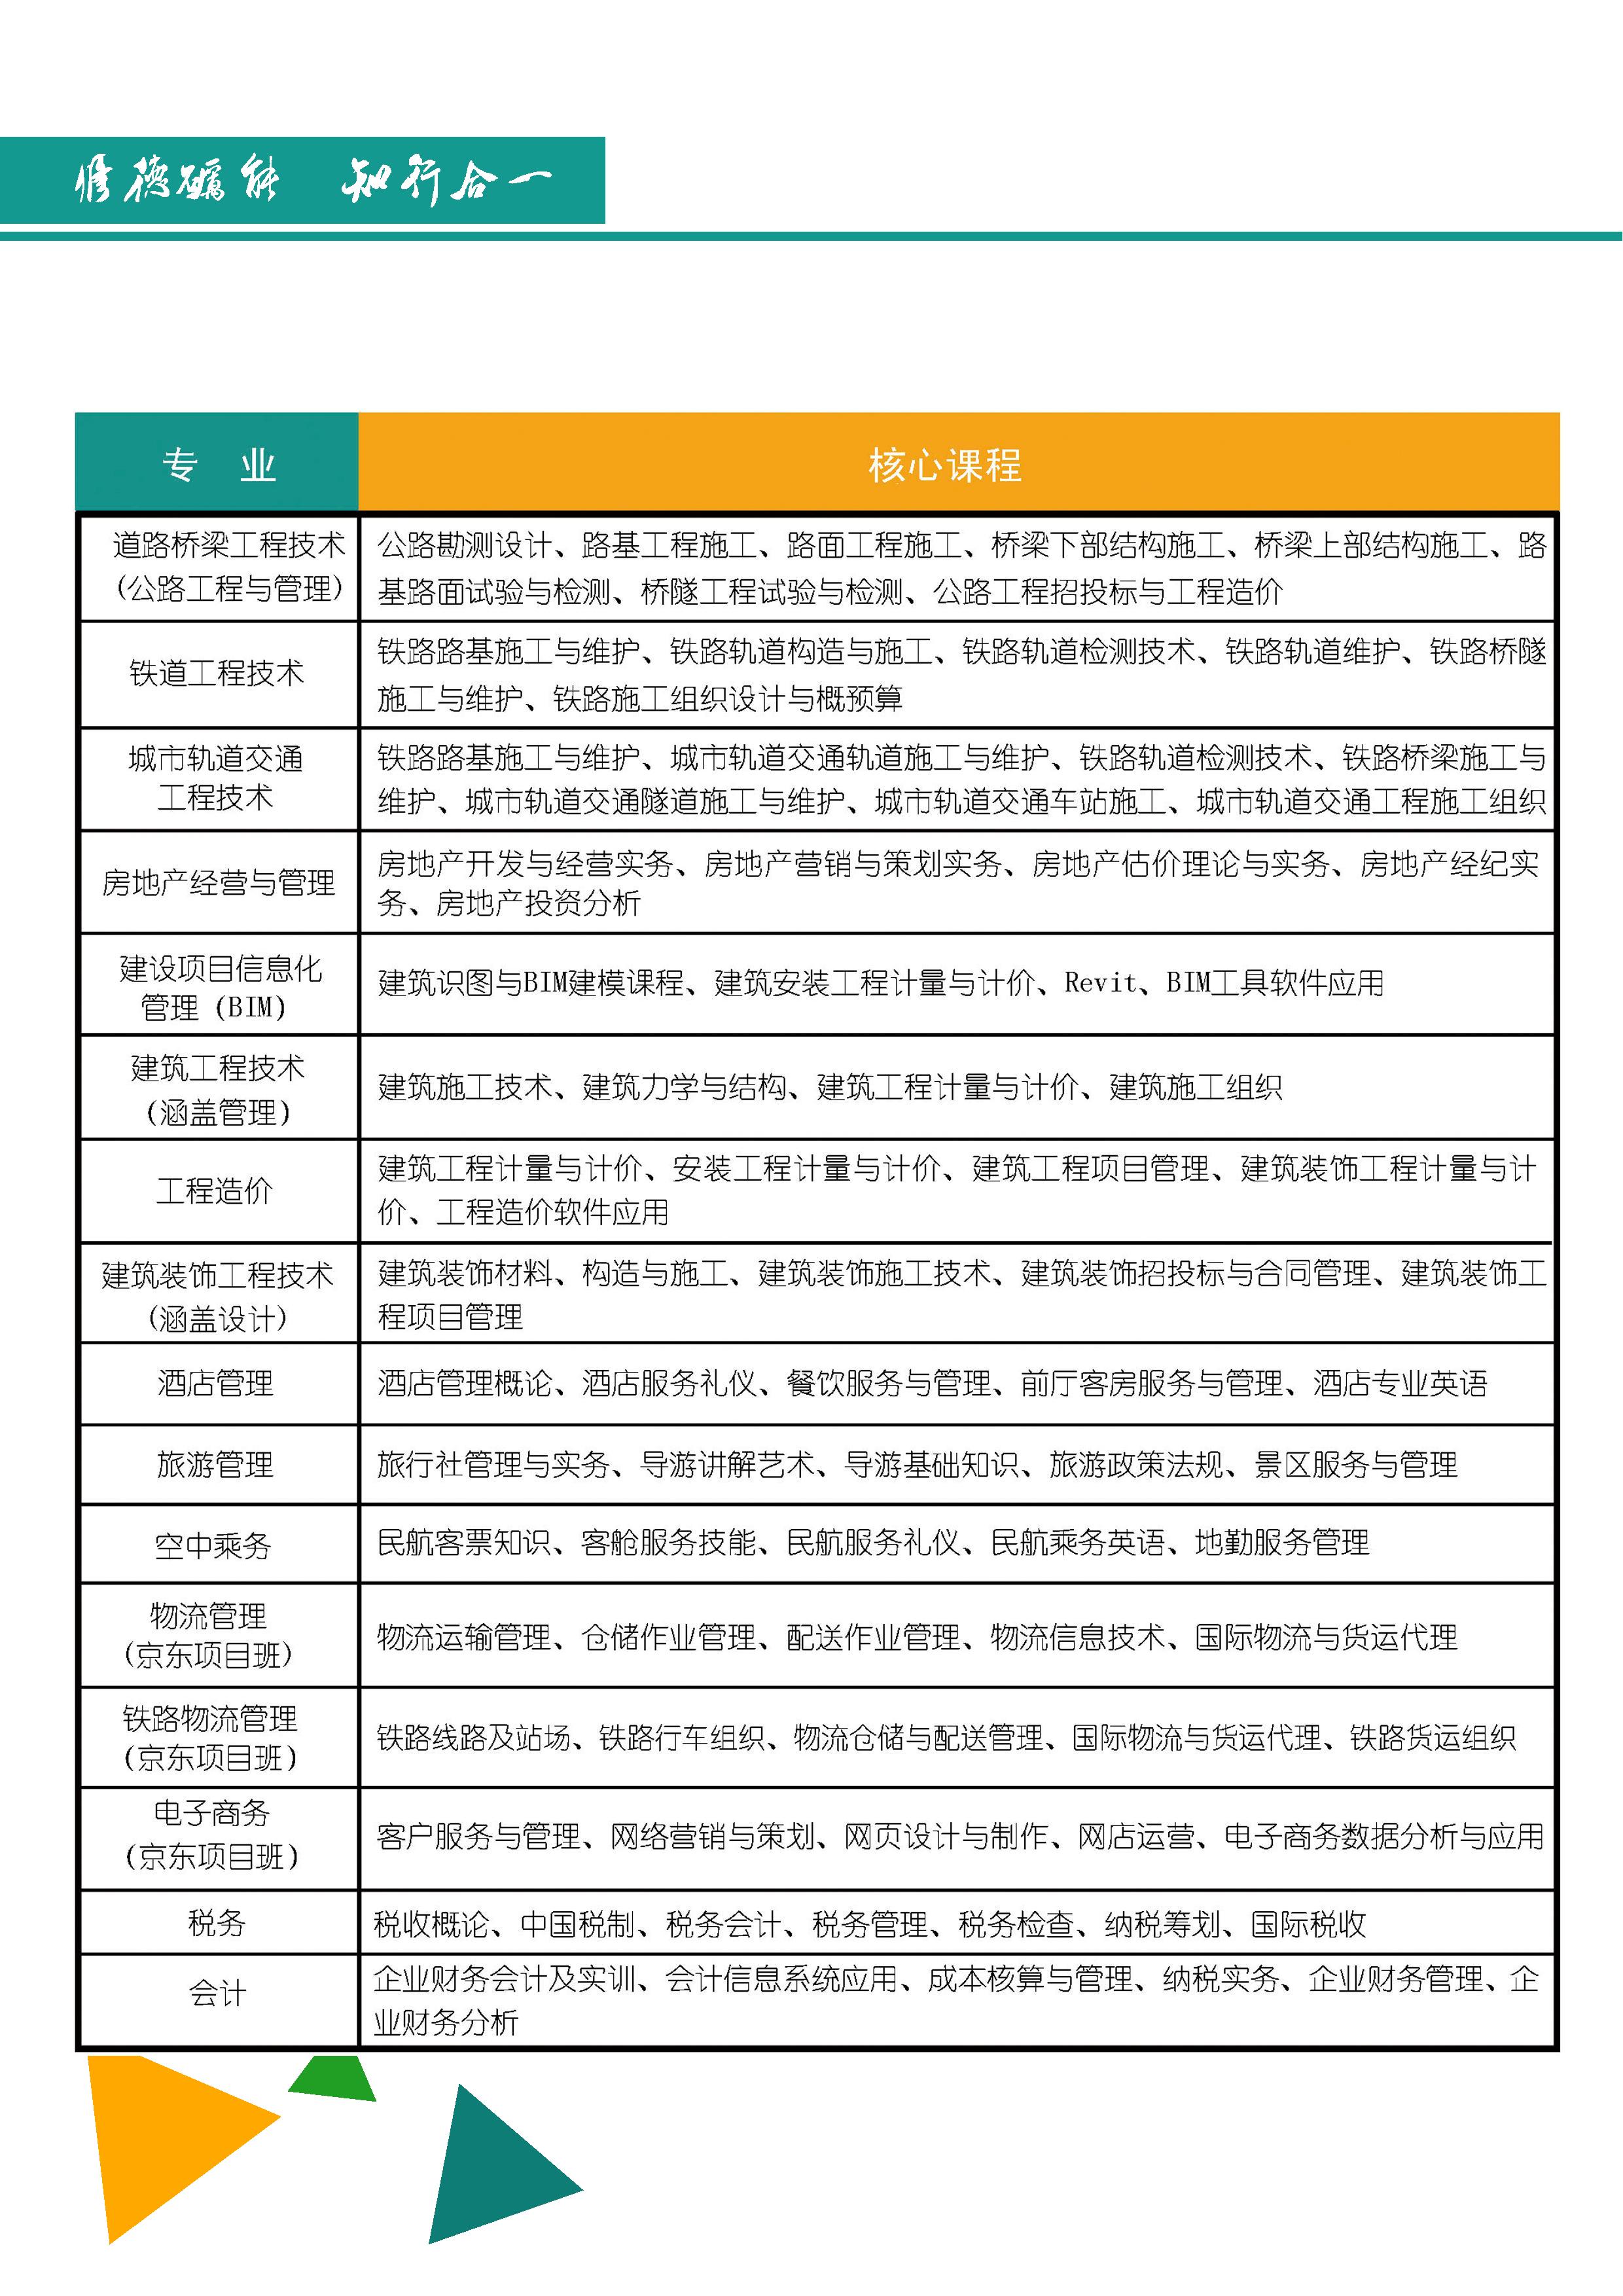 修德砺能 知行合一
专 业
核心课程
道路桥梁工程技术
(公路工程与管理)
公路勘测设计、路基工程施工、路面工程施工、桥梁下部结构施工、桥梁上部结构施工、路
基路面试验与检测、桥隧工程试验与检测、公路工程招投标与工程造价
铁道工程技术
铁路路基施工与维护、铁路轨道构造与施工、铁路轨道检测技术、铁路轨道维护、铁路桥隧
施工与维护、铁路施工组织设计与概预算
城市轨道交通
工程技术
铁路路基施工与维护、城市轨道交通轨道施工与维护、铁路轨道检测技术、铁路桥梁施工与
维护、城市轨道交通隧道施工与维护、城市轨道交通车站施工、城市轨道交通工程施工组织
房地产经营与管理
房地产开发与经营实务、房地产营销与策划实务、房地产估价理论与实务、房地产经纪实
务、房地产投资分析
建设项目信息化
管理（BIM）
建筑识图与BIM建模课程、建筑安装工程计量与计价、Revit、BIM工具软件应用
建筑工程技术
（涵盖管理）
建筑施工技术、建筑力学与结构、建筑工程计量与计价、建筑施工组织
工程造价
建筑工程计量与计价、安装工程计量与计价、建筑工程项目管理、建筑装饰工程计量与计
价、工程造价软件应用
建筑装饰工程技术
(涵盖设计)
建筑装饰材料、构造与施工、建筑装饰施工技术、建筑装饰招投标与合同管理、建筑装饰工
程项目管理
酒店管理
酒店管理概论、酒店服务礼仪、餐饮服务与管理、前厅客房服务与管理、酒店专业英语
旅游管理
旅行社管理与实务、导游讲解艺术、导游基础知识、旅游政策法规、景区服务与管理
空中乘务
民航客票知识、客舱服务技能、民航服务礼仪、民航乘务英语、地勤服务管理
物流管理
(京东项目班)
物流运输管理、仓储作业管理、配送作业管理、物流信息技术、国际物流与货运代理
铁路物流管理
（京东项目班）
铁路线路及站场、铁路行车组织、物流仓储与配送管理、国际物流与货运代理、铁路货运组织
电子商务
（京东项目班）
客户服务与管理、网络营销与策划、网页设计与制作、网店运营、电子商务数据分析与应用
税务
税收概论、中国税制、税务会计、税务管理、税务检查、纳税筹划、国际税收
会计
企业财务会计及实训、会计信息系统应用、成本核算与管理、纳税实务、企业财务管理、企
业财务分析